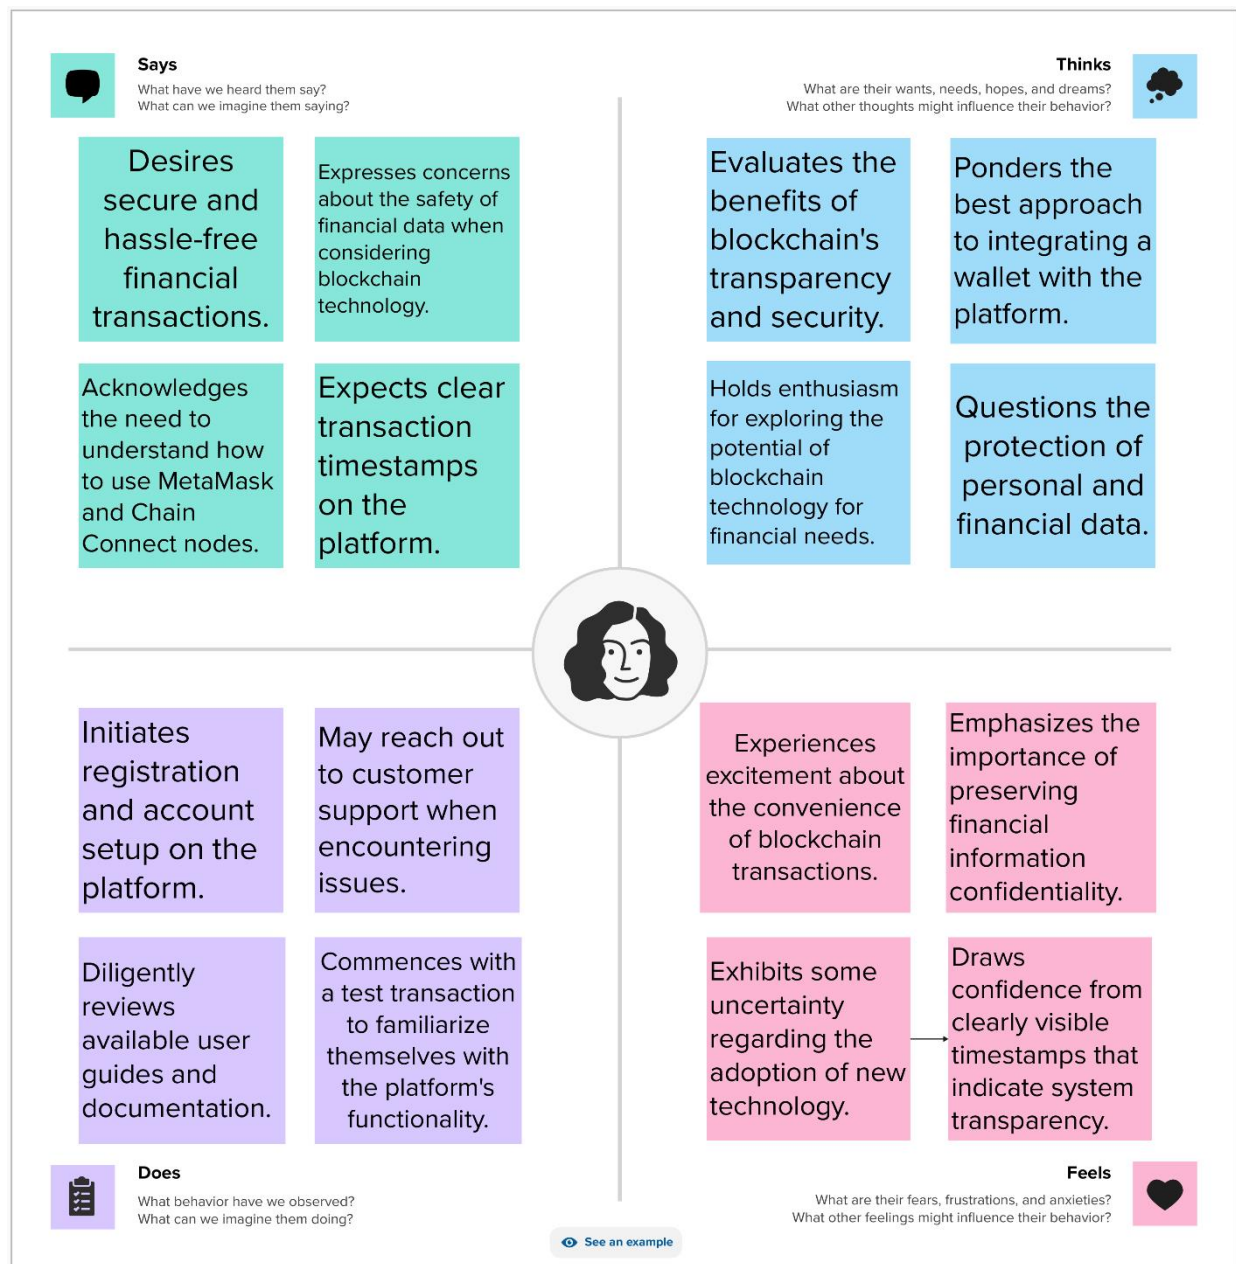 Says
What have we heard them say?
What can we imagine them saying?
Desires
secure and
hassle-free
financial
transactions.
Expresses concerns
about the safety of
financial data when
considering
blockchain
technology.
Acknowledges
the need to
understand how
to use MetaMask
and Chain
Connect nodes.
Expects clear
transaction
timestamps
on the
platform.
Thinks
What are their wants, needs, hopes, and dreams?
What other thoughts might influence their behavior?
Evaluates the
benefits of
blockchain's
transparency
and security.
Ponders the
best approach
to integrating a
wallet with the
platform.
Holds enthusiasm
for exploring the
potential of
blockchain
technology for
financial needs.
Questions the
protection of
personal and
financial data.
Initiates
registration
and account
setup on the
platform.
May reach out
to customer
support when
encountering
issues.
Diligently
reviews
available user
guides and
documentation.
Commences with
a test transaction
to familiarize
themselves with
the platform's
functionality.
Does
What behavior have we observed?
What can we imagine them doing?
Experiences
excitement about
the convenience
of blockchain
transactions.
Emphasizes the
importance of
preserving
financial
information
confidentiality.
Exhibits some
uncertainty
regarding the
adoption of new
technology.
Draws
confidence from
clearly visible
timestamps that
indicate system
transparency.
Feels
What are their fears, frustrations, and anxieties?
What other feelings might influence their behavior?
See an example